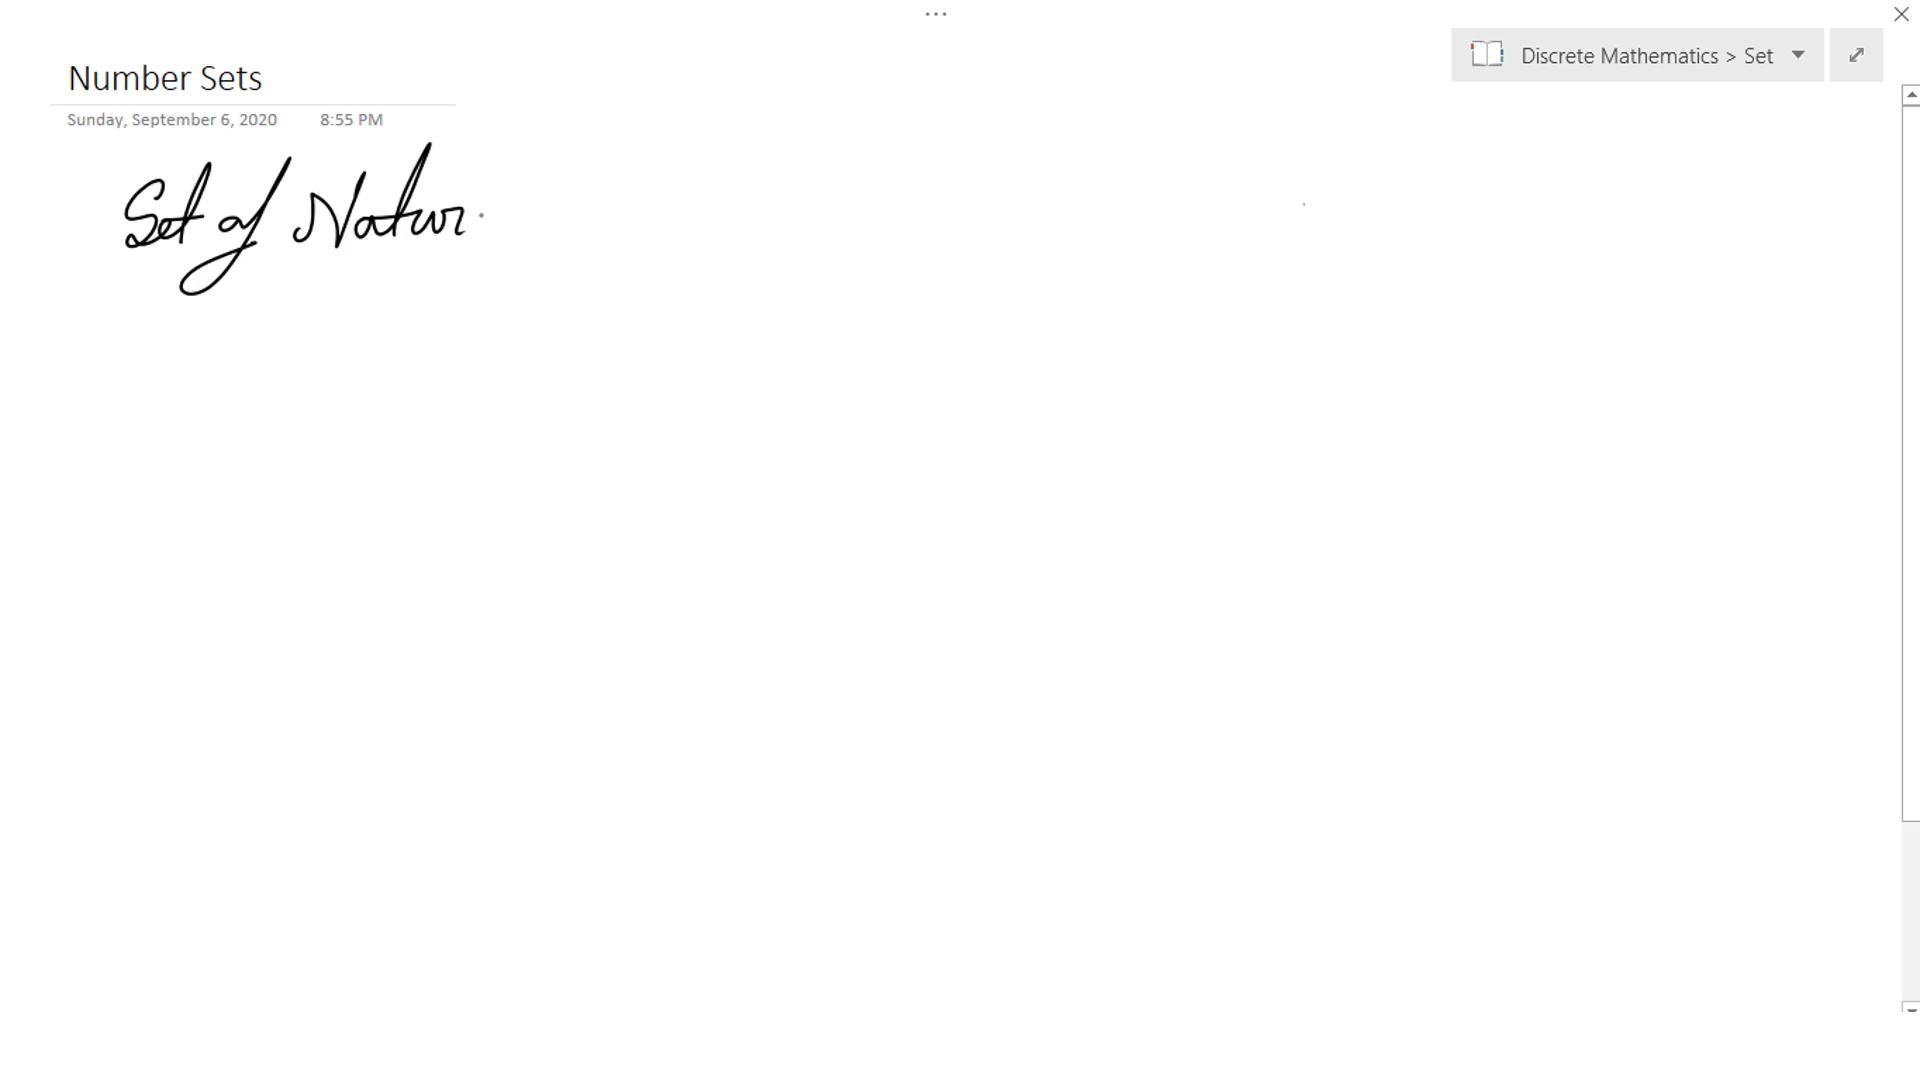 Discrete Mathematics > Set
Number Sets
Sunday, September 6, 2020 8:55 PM
Set of Natur